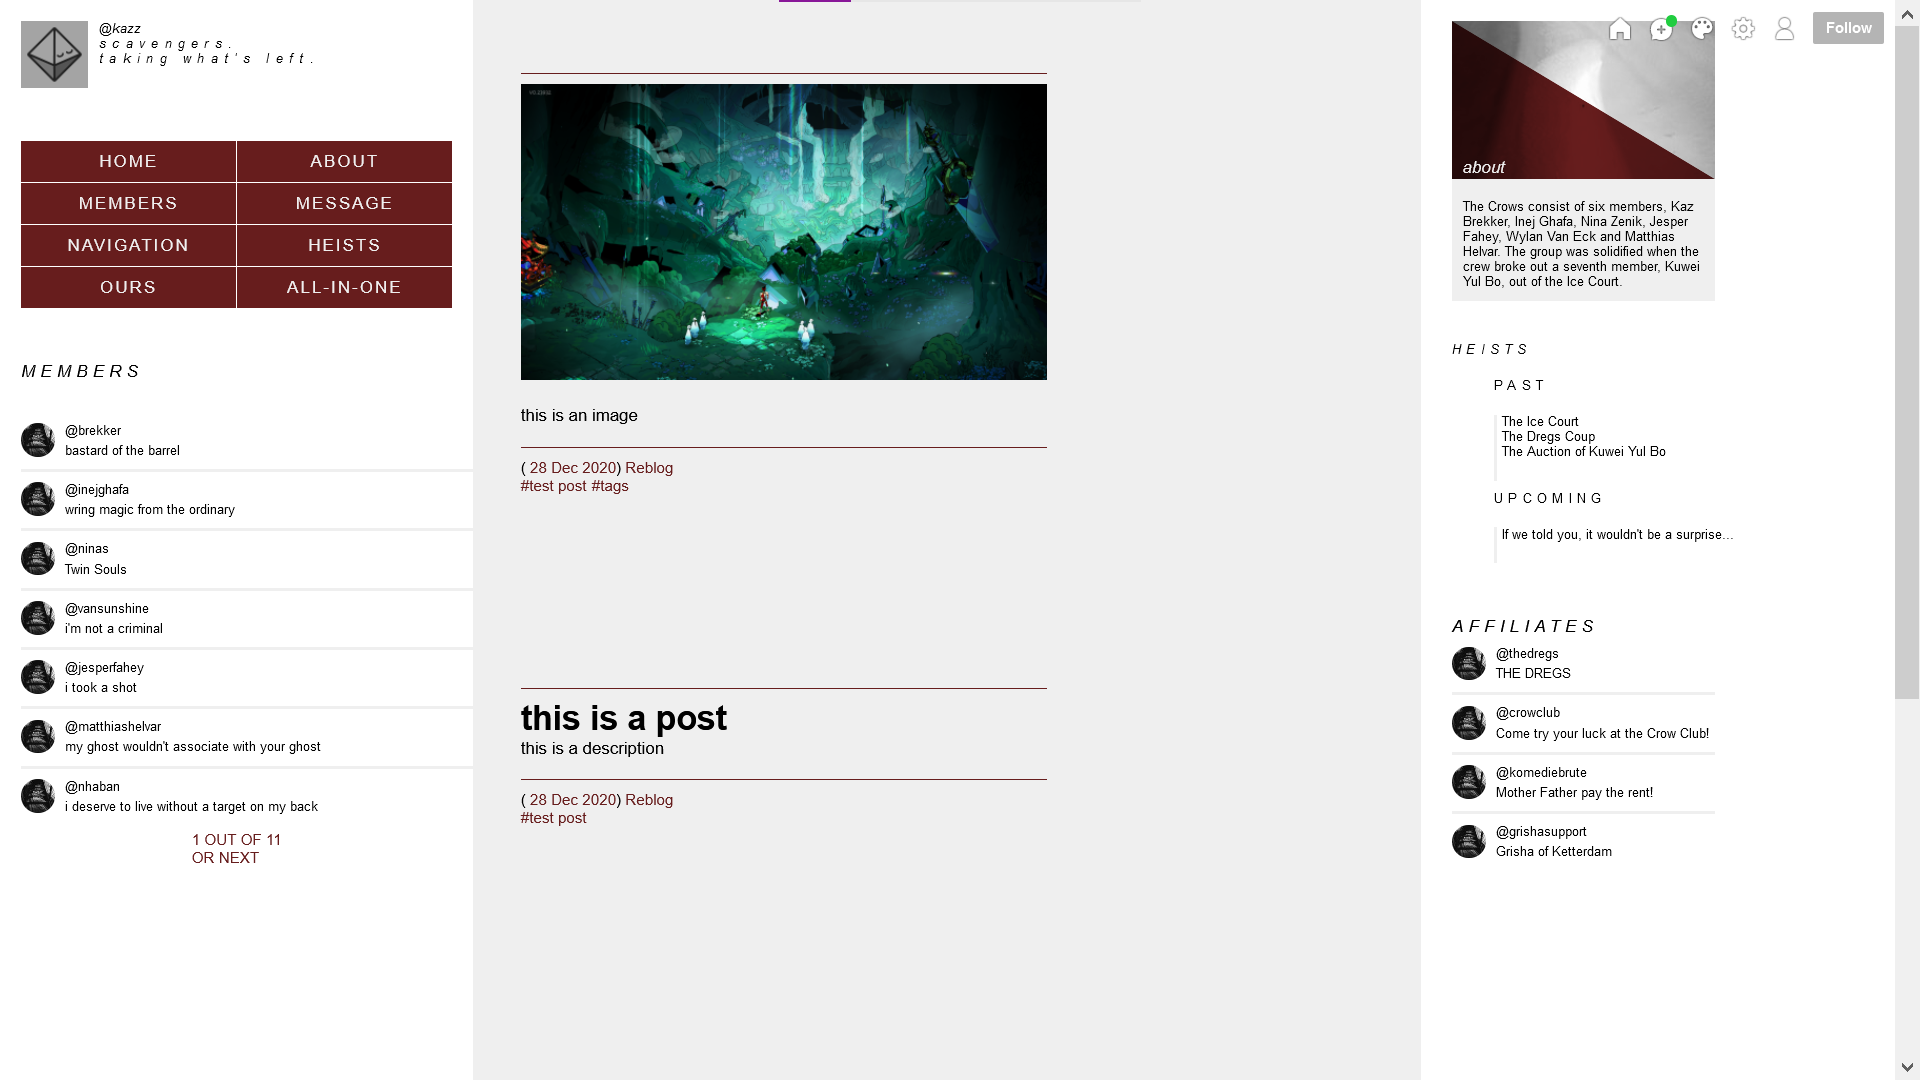 @kazz
scavengers.
taking what's left.
HOME
ABOUT
MEMBERS
MESSAGE
NAVIGATION
HEISTS
OURS
ALL-IN-ONE
MEMBERS
@brekker
bastard of the barrel
@inejghafa
wring magic from the ordinary
@ninas
Twin Souls
@vansunshine
i'm not a criminal
@jesperfahey
i took a shot
@matthiashelvar
my ghost wouldn't associate with your ghost
@nhaban
i deserve to live without a target on my back
1 OUT OF 11
OR NEXT
this is an image
( 28 Dec 2020) Reblog
#test post #tags
this is a post
this is a description
( 28 Dec 2020) Reblog
#test post
Follow
about
The Crows consist of six members, Kaz
Brekker, Inej Ghafa, Nina Zenik, Jesper
Fahey, Wylan Van Eck and Matthias
Helvar. The group was solidified when the
crew broke out a seventh member, Kuwei
Yul Bo, out of the Ice Court.
HEISTS
PAST
The Ice Court
The Dregs Coup
The Auction of Kuwei Yul Bo
UPCOMING
If we told you, it wouldn't be a surprise...
AFFILIATES
@thedregs
THE DREGS
@crowclub
Come try your luck at the Crow Club!
@komediebrute
Mother Father pay the rent!
@grishasupport
Grisha of Ketterdam